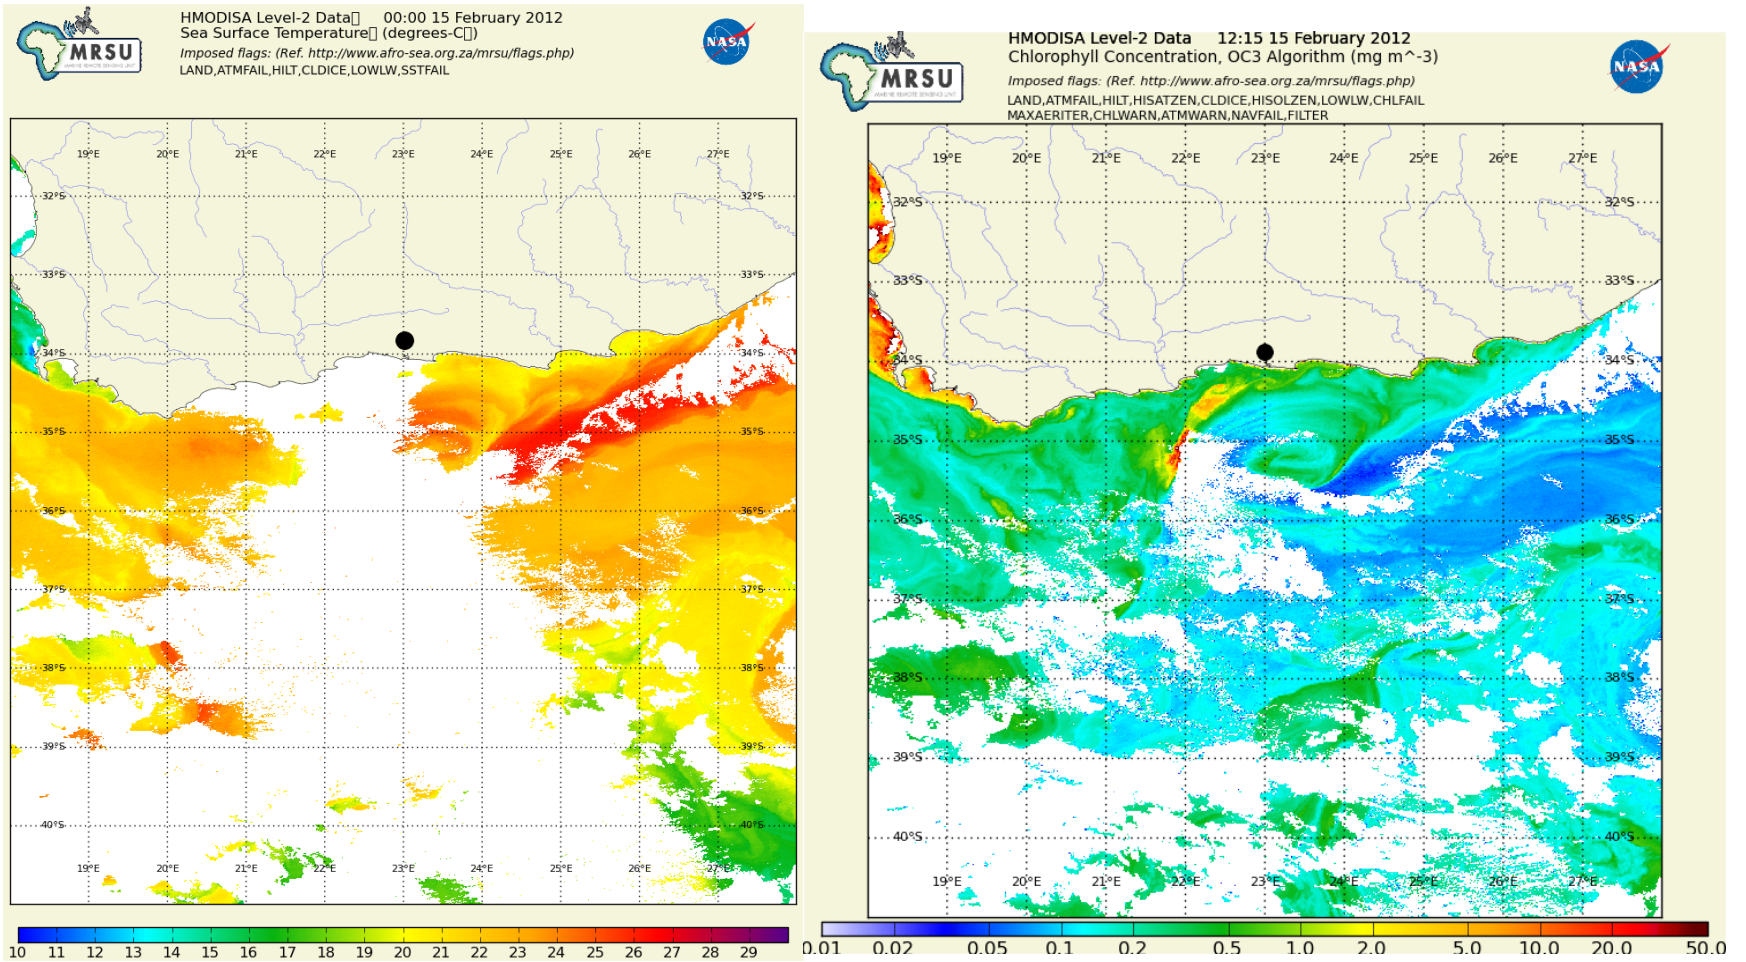 HMODISA Level-2 Data 00:00 15 February 2012
Sea Surface Temperature (degrees-C)
Imposed flags: (Ref. http://www.afro-sea.org.za/mrsu/flags.php)
LAND,ATMFAIL,HILT,CLDICE,LOWLW,SSTFAIL
MRSU
MARINE REMOTE SENSING UNIT
NASA
19°E 20°E 21°E 22°E 23°E 24°E 25°E 26°E 27°E
32°S 32°S
33°S 33°S
34°S 34°S
35°S 35°S
36°S 36°S
37°S 37°S
38°S 38°S
39°S 39°S
40°S 40°S
19°E 20°E 21°E 22°E 23°E 24°E 25°E 26°E 27°E
10 11 12 13 14 15 16 17 18 19 20 21 22 23 24 25 26 27 28 29
HMODISA Level-2 Data 12:15 15 February 2012
Chlorophyll Concentration, OC3 Algorithm (mg m^-3)
Imposed flags: (Ref. http://www.afro-sea.org.za/mrsu/flags.php)
LAND,ATMFAIL,HILT,HISATZEN,CLDICE,HISOLZEN,LOWLW,CHLFAIL
MAXAERITER,CHLWARN,ATMWARN,NAVFAIL,FILTER
MRSU
MARINE REMOTE SENSING UNIT
NASA
19°E 20°E 21°E 22°E 23°E 24°E 25°E 26°E 27°E
32°S 32°S
33°S 33°S
34°S 34°S
35°S 35°S
36°S 36°S
37°S 37°S
38°S 38°S
39°S 39°S
40°S 40°S
19°E 20°E 21°E 22°E 23°E 24°E 25°E 26°E 27°E
0.01 0.02 0.05 0.1 0.2 0.5 1.0 2.0 5.0 10.0 20.0 50.0